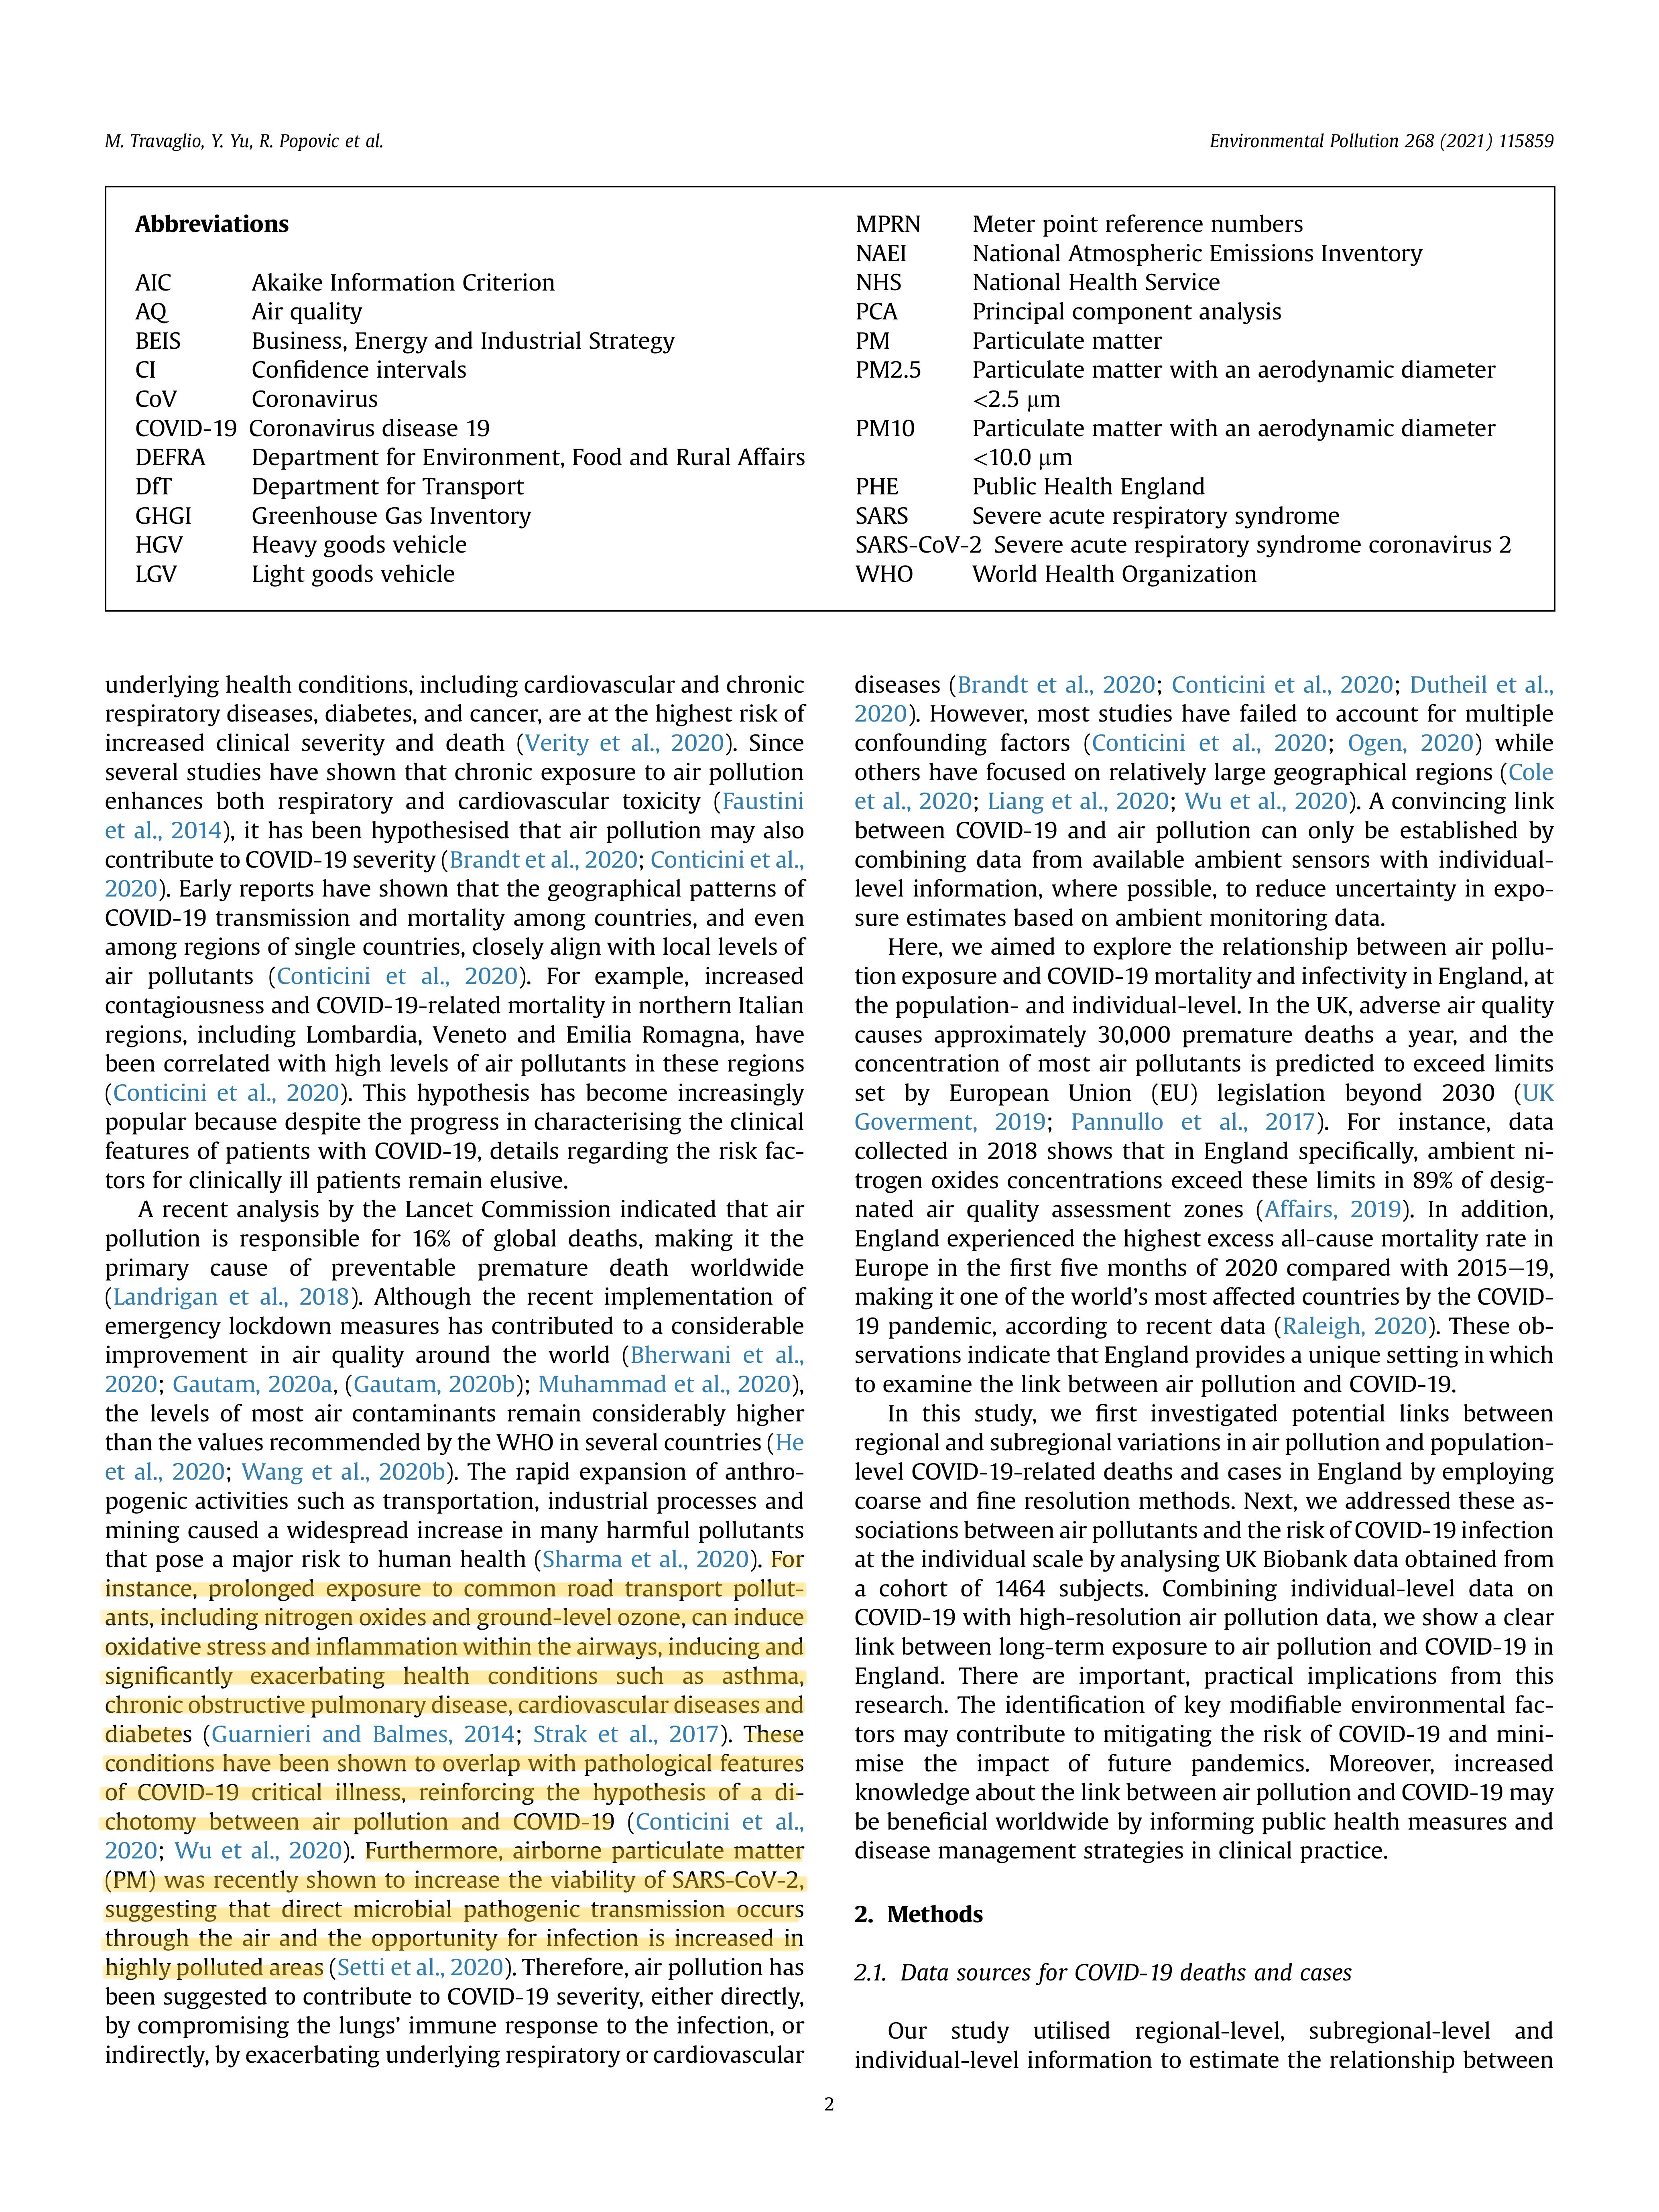 M. Travaglio, Y. Yu, R. Popovic et al.
Environmental Pollution 268 (2021) 115859
Abbreviations
AIC Akaike Information Criterion
AQ Air quality
BEIS Business, Energy and Industrial Strategy
CI Confidence intervals
CoV Coronavirus
COVID-19 Coronavirus disease 19
DEFRA Department for Environment, Food and Rural Affairs
DfT Department for Transport
GHGI Greenhouse Gas Inventory
HGV Heavy goods vehicle
LGV Light goods vehicle
MPRN Meter point reference numbers
NAEI National Atmospheric Emissions Inventory
NHS National Health Service
PCA Principal component analysis
PM Particulate matter
PM2.5 Particulate matter with an aerodynamic diameter
<2.5 μm
PM10 Particulate matter with an aerodynamic diameter
<10.0 μm
PHE Public Health England
SARS Severe acute respiratory syndrome
SARS-CoV-2 Severe acute respiratory syndrome coronavirus 2
WHO World Health Organization
underlying health conditions, including cardiovascular and chronic
respiratory diseases, diabetes, and cancer, are at the highest risk of
increased clinical severity and death (Verity et al., 2020). Since
several studies have shown that chronic exposure to air pollution
enhances both respiratory and cardiovascular toxicity (Faustini
et al., 2014), it has been hypothesised that air pollution may also
contribute to COVID-19 severity (Brandt et al., 2020; Conticini et al.,
2020). Early reports have shown that the geographical patterns of
COVID-19 transmission and mortality among countries, and even
among regions of single countries, closely align with local levels of
air pollutants (Conticini et al., 2020). For example, increased
contagiousness and COVID-19-related mortality in northern Italian
regions, including Lombardia, Veneto and Emilia Romagna, have
been correlated with high levels of air pollutants in these regions
(Conticini et al., 2020). This hypothesis has become increasingly
popular because despite the progress in characterising the clinical
features of patients with COVID-19, details regarding the risk fac-
tors for clinically ill patients remain elusive.
A recent analysis by the Lancet Commission indicated that air
pollution is responsible for 16% of global deaths, making it the
primary cause of preventable premature death worldwide
(Landrigan et al., 2018). Although the recent implementation of
emergency lockdown measures has contributed to a considerable
improvement in air quality around the world (Bherwani et al.,
2020; Gautam, 2020a, (Gautam, 2020b); Muhammad et al., 2020),
the levels of most air contaminants remain considerably higher
than the values recommended by the WHO in several countries (He
et al., 2020; Wang et al., 2020b). The rapid expansion of anthro-
pogenic activities such as transportation, industrial processes and
mining caused a widespread increase in many harmful pollutants
that pose a major risk to human health (Sharma et al., 2020). For
instance, prolonged exposure to common road transport pollut-
ants, including nitrogen oxides and ground-level ozone, can induce
oxidative stress and inflammation within the airways, inducing and
significantly exacerbating health conditions such as asthma,
chronic obstructive pulmonary disease, cardiovascular diseases and
diabetes (Guarnieri and Balmes, 2014; Strak et al., 2017). These
conditions have been shown to overlap with pathological features
of COVID-19 critical illness, reinforcing the hypothesis of a di-
chotomy between air pollution and COVID-19 (Conticini et al.,
2020; Wu et al., 2020). Furthermore, airborne particulate matter
(PM) was recently shown to increase the viability of SARS-CoV-2,
suggesting that direct microbial pathogenic transmission occurs
through the air and the opportunity for infection is increased in
highly polluted areas (Setti et al., 2020). Therefore, air pollution has
been suggested to contribute to COVID-19 severity, either directly,
by compromising the lungs' immune response to the infection, or
indirectly, by exacerbating underlying respiratory or cardiovascular
diseases (Brandt et al., 2020; Conticini et al., 2020; Dutheil et al.,
2020). However, most studies have failed to account for multiple
confounding factors (Conticini et al., 2020; Ogen, 2020) while
others have focused on relatively large geographical regions (Cole
et al., 2020; Liang et al., 2020; Wu et al., 2020). A convincing link
between COVID-19 and air pollution can only be established by
combining data from available ambient sensors with individual-
level information, where possible, to reduce uncertainty in expo-
sure estimates based on ambient monitoring data.
Here, we aimed to explore the relationship between air pollu-
tion exposure and COVID-19 mortality and infectivity in England, at
the population- and individual-level. In the UK, adverse air quality
causes approximately 30,000 premature deaths a year, and the
concentration of most air pollutants is predicted to exceed limits
set by European Union (EU) legislation beyond 2030 (UK
Goverment, 2019; Pannullo et al., 2017). For instance, data
collected in 2018 shows that in England specifically, ambient ni-
trogen oxides concentrations exceed these limits in 89% of desig-
nated air quality assessment zones (Affairs, 2019). In addition,
England experienced the highest excess all-cause mortality rate in
Europe in the first five months of 2020 compared with 2015–19,
making it one of the world's most affected countries by the COVID-
19 pandemic, according to recent data (Raleigh, 2020). These ob-
servations indicate that England provides a unique setting in which
to examine the link between air pollution and COVID-19.
In this study, we first investigated potential links between
regional and subregional variations in air pollution and population-
level COVID-19-related deaths and cases in England by employing
coarse and fine resolution methods. Next, we addressed these as-
sociations between air pollutants and the risk of COVID-19 infection
at the individual scale by analysing UK Biobank data obtained from
a cohort of 1464 subjects. Combining individual-level data on
COVID-19 with high-resolution air pollution data, we show a clear
link between long-term exposure to air pollution and COVID-19 in
England. There are important, practical implications from this
research. The identification of key modifiable environmental fac-
tors may contribute to mitigating the risk of COVID-19 and mini-
mise the impact of future pandemics. Moreover, increased
knowledge about the link between air pollution and COVID-19 may
be beneficial worldwide by informing public health measures and
disease management strategies in clinical practice.
2. Methods
2.1. Data sources for COVID-19 deaths and cases
Our study utilised regional-level, subregional-level and
individual-level information to estimate the relationship between
2